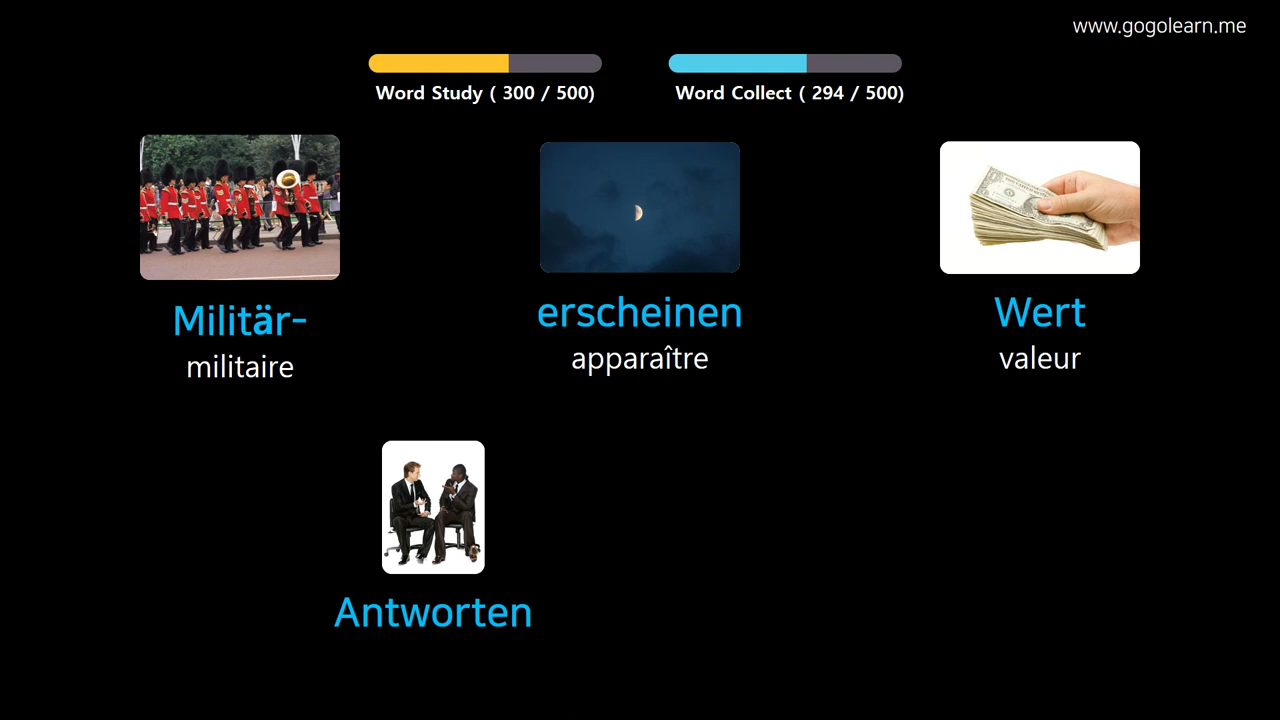 www.gogolearn.me
Word Study ( 300 / 500)
Word Collect ( 294 / 500)
Militär-
militaire
erscheinen
apparaître
Wert
valeur
Antworten